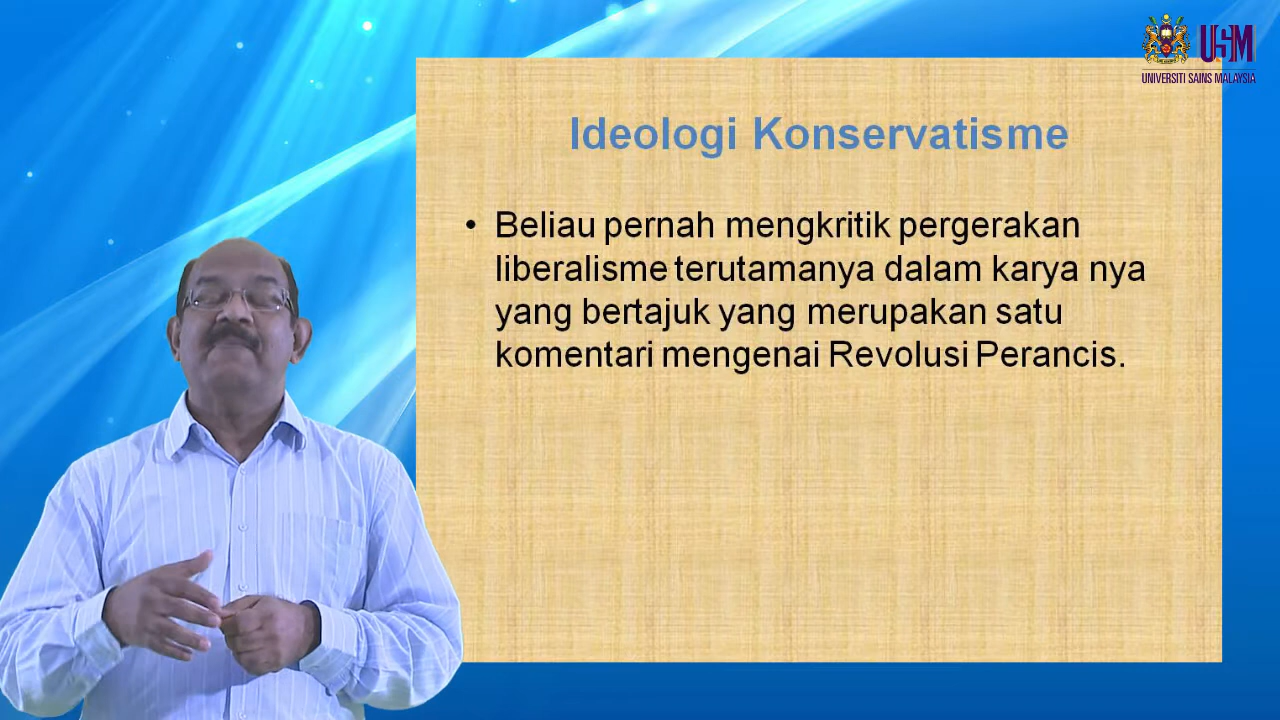 USM
UNIVERSITI SAINS MALAYSIA
Ideologi Konservatisme
• Beliau pernah mengkritik pergerakan
liberalisme terutamanya dalam karya nya
yang bertajuk yang merupakan satu
komentari mengenai Revolusi Perancis.